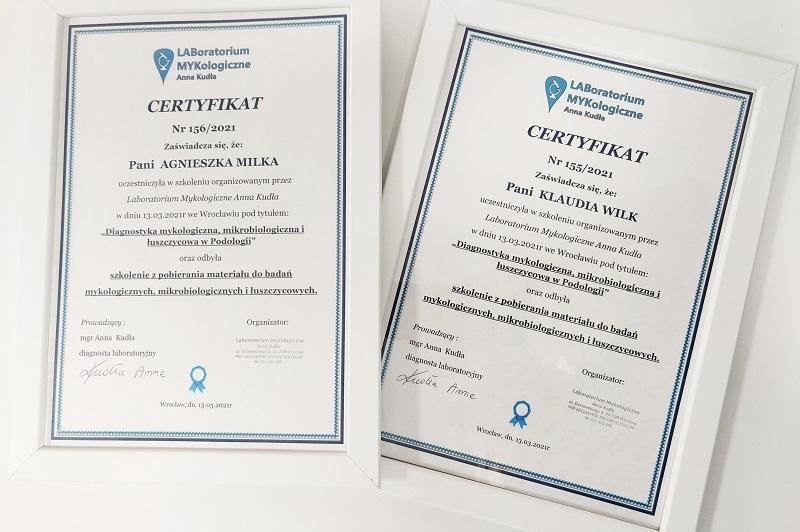 LABoratorium
MYKologiczne
Anna Kudła
CERTYFIKAT
Nr 156/2021
Zaświadcza się, że:
Pani AGNIESZKA MILKA
uczestniczyła w szkoleniu organizowanym przez
Laboratorium Mykologiczne Anna Kudła
w dniu 13.03.2021r we Wrocławiu pod tytułem:
„Diagnostyka mykologiczna, mikrobiologiczna i
łuszczycowa w Podologii”
oraz odbyła
szkolenie z pobierania materiału do badań
mykologicznych, mikrobiologicznych i łuszczycowych.
Prowadzący :
Organizator:
mgr Anna Kudła
diagnosta laboratoryjny
Laboratorium Mykologiczne
Anna Kudła
Kudła Anna
Wrocław, dn. 13.03.2021r
LABoratorium
MYKologiczne
Anna Kudła
CERTYFIKAT
Nr 155/2021
Zaświadcza się, że:
Pani KLAUDIA WILK
uczestniczyła w szkoleniu organizowanym przez
Laboratorium Mykologiczne Anna Kudła
w dniu 13.03.2021r we Wrocławiu pod tytułem:
„Diagnostyka mykologiczna, mikrobiologiczna i
łuszczycowa w Podologii”
oraz odbyła
szkolenie z pobierania materiału do badań
mykologicznych, mikrobiologicznych i łuszczycowych.
Prowadzący :
mgr Anna Kudła
Organizator:
diagnosta laboratoryjny
Laboratorium Mykologiczne
Anna Kudła
Kudła Anna
Wrocław, dn. 13.03.2021r